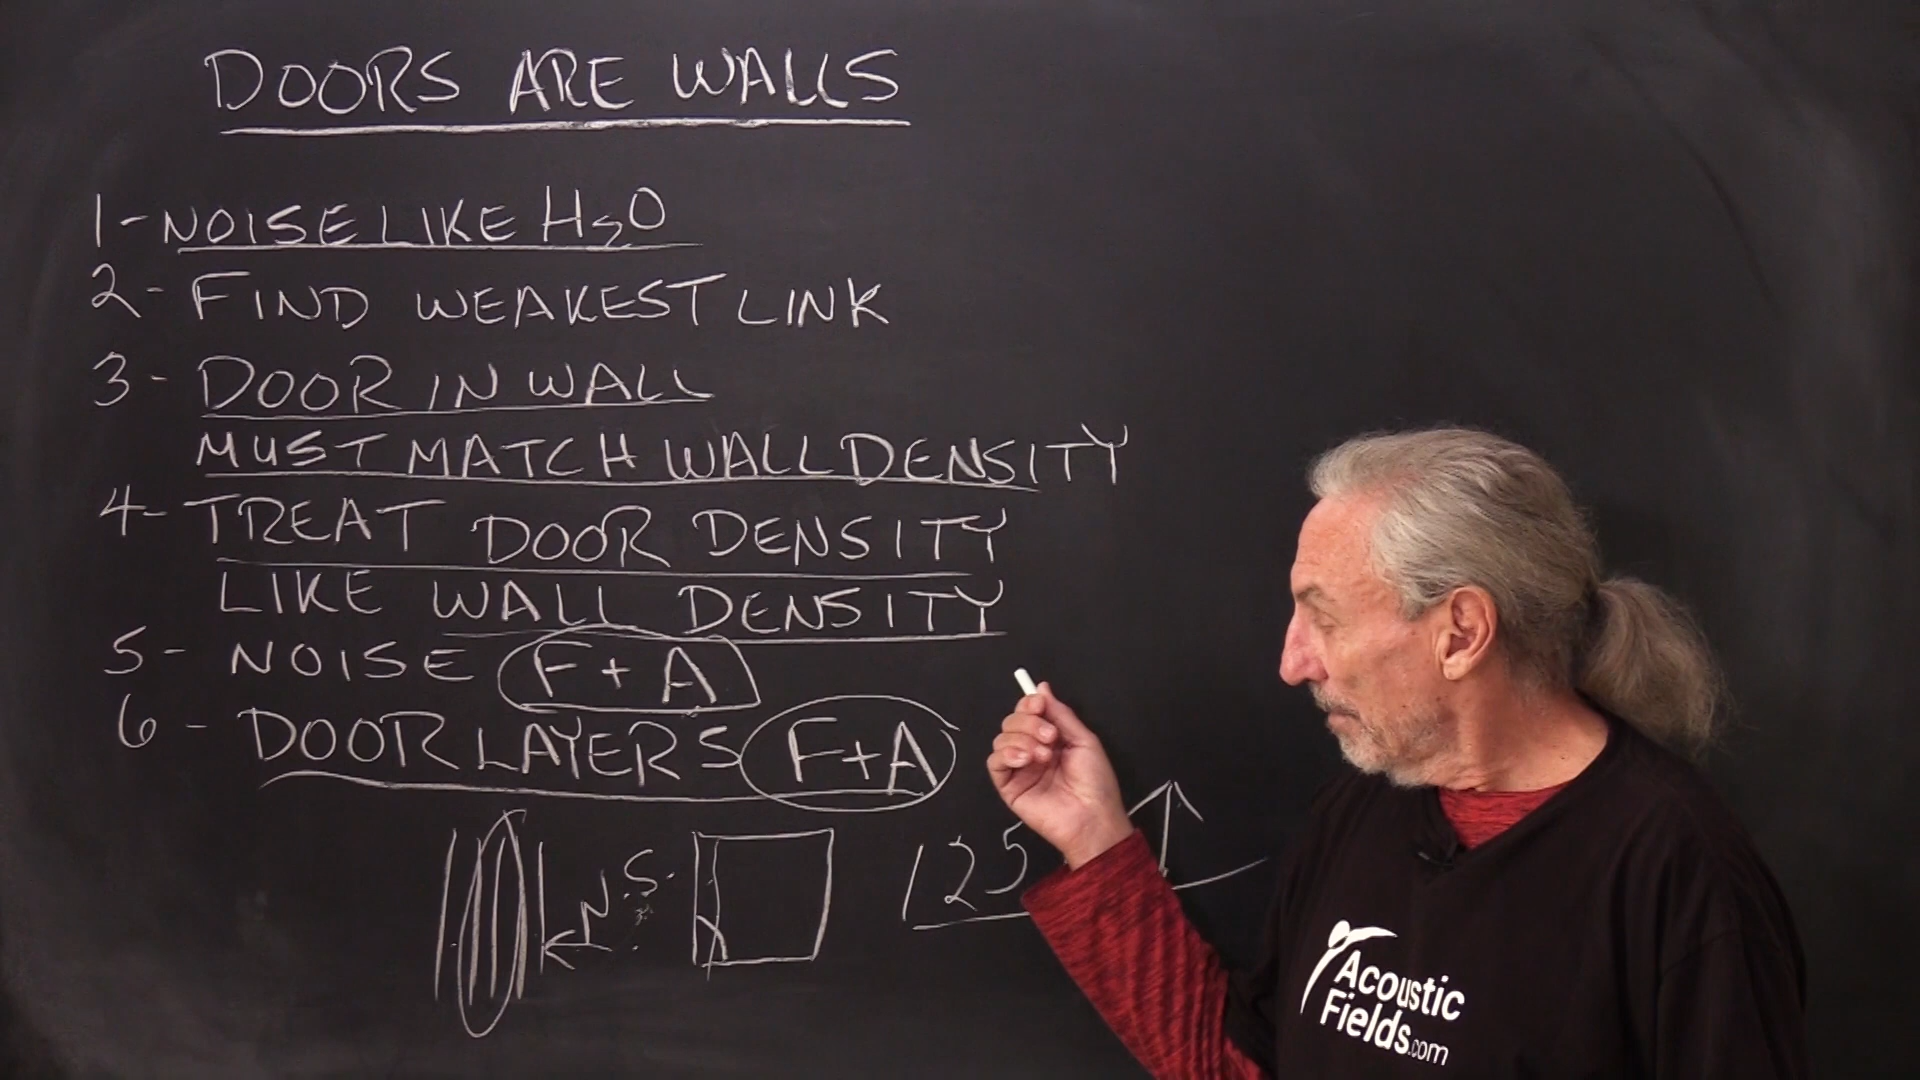 DOORS ARE WALLS
1- NOISE LIKE H2O
2- FIND WEAKEST LINK
3- DOOR IN WALL
MUST MATCH WALL DENSITY
4- TREAT DOOR DENSITY
LIKE WALL DENSITY
5- NOISE F+A
6- DOOR LAYERS F+A
125
Acoustic
Fields.com